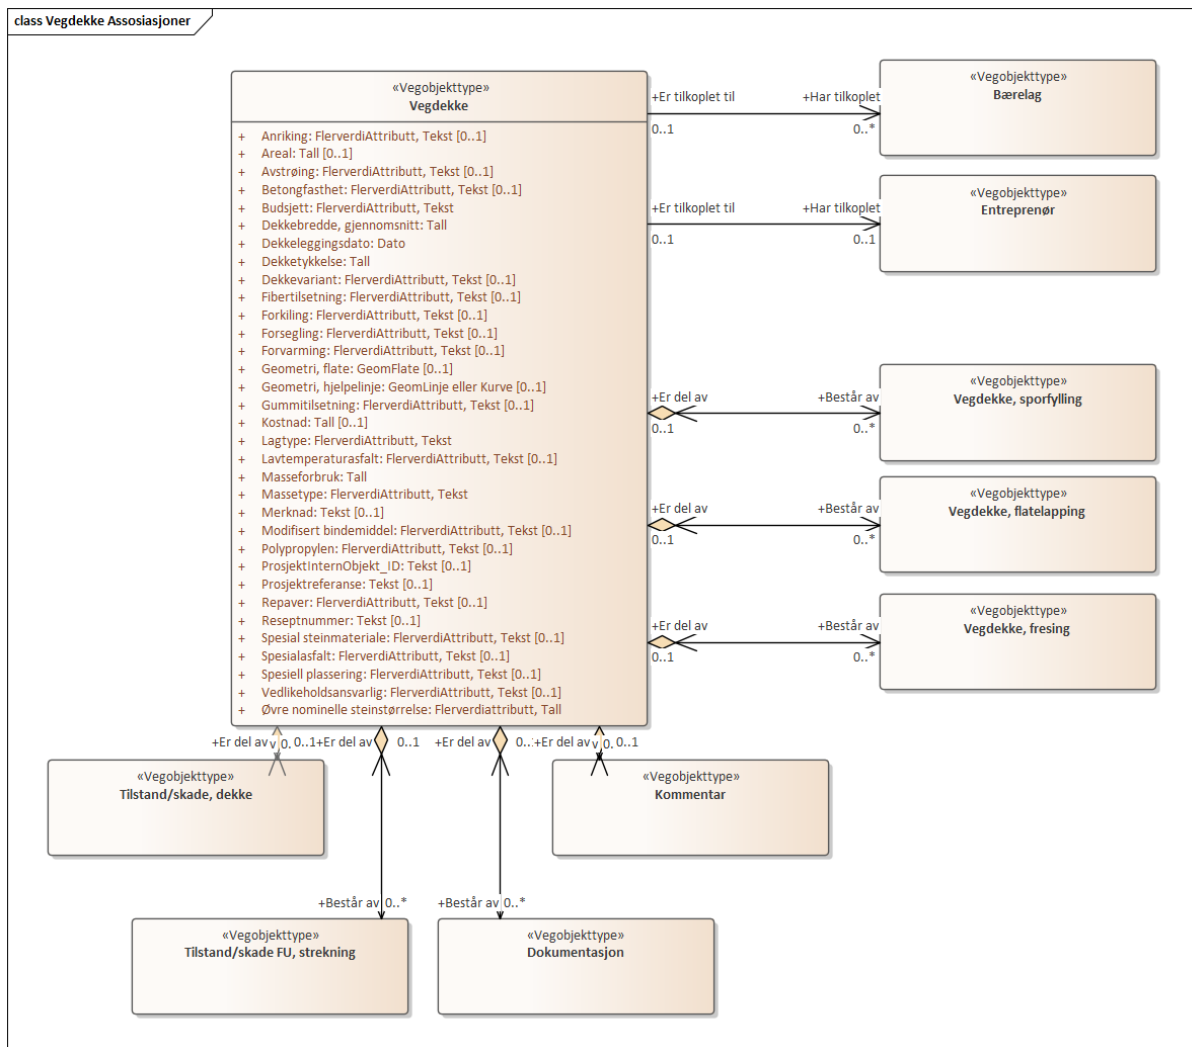 class Vegdekke Assosiasjoner
«Vegobjekttype»
Vegdekke
+ Anriking: FlerverdiAttributt, Tekst [0..1]
+ Areal: Tall [0..1]
+ Avstrøing: FlerverdiAttributt, Tekst [0..1]
+ Betongfasthet: FlerverdiAttributt, Tekst [0..1]
+ Budsjett: FlerverdiAttributt, Tekst
+ Dekkebredde, gjennomsnitt: Tall
+ Dekkeleggingsdato: Dato
+ Dekketykkelse: Tall
+ Dekkevariant: FlerverdiAttributt, Tekst [0..1]
+ Fibertilsetning: FlerverdiAttributt, Tekst [0..1]
+ Forkiling: FlerverdiAttributt, Tekst [0..1]
+ Forsegling: FlerverdiAttributt, Tekst [0..1]
+ Forvarming: FlerverdiAttributt, Tekst [0..1]
+ Geometri, flate: GeomFlate [0..1]
+ Geometri, hjelpelinje: GeomLinje eller Kurve [0..1]
+ Gummitilsetning: FlerverdiAttributt, Tekst [0..1]
+ Kostnad: Tall [0..1]
+ Lagtype: FlerverdiAttributt, Tekst
+ Lavtemperaturasfalt: FlerverdiAttributt, Tekst [0..1]
+ Masseforbruk: Tall
+ Massetype: FlerverdiAttributt, Tekst
+ Merknad: Tekst [0..1]
+ Modifisert bindemiddel: FlerverdiAttributt, Tekst [0..1]
+ Polypropylen: FlerverdiAttributt, Tekst [0..1]
+ ProsjektInternObjekt_ID: Tekst [0..1]
+ Prosjektreferanse: Tekst [0..1]
+ Repaver: FlerverdiAttributt, Tekst [0..1]
+ Reseptnummer: Tekst [0..1]
+ Spesial steinmateriale: FlerverdiAttributt, Tekst [0..1]
+ Spesialasfalt: FlerverdiAttributt, Tekst [0..1]
+ Spesiell plassering: FlerverdiAttributt, Tekst [0..1]
+ Vedlikeholdsansvarlig: FlerverdiAttributt, Tekst [0..1]
+ Øvre nominelle steinstørrelse: Flerverdiattributt, Tall
+Er tilkoplet til +Har tilkoplet
0..1 0..*
«Vegobjekttype»
Bærelag
+Er tilkoplet til +Har tilkoplet
0..1 0..1
«Vegobjekttype»
Entreprenør
+Er del av +Består av
0..1 0..*
«Vegobjekttype»
Vegdekke, sporfylling
+Er del av +Består av
0..1 0..*
«Vegobjekttype»
Vegdekke, flatelapping
+Er del av +Består av
0..1 0..*
«Vegobjekttype»
Vegdekke, fresing
+Er del av v 0. 0..1 +Er del av 0..1 +Er del av 0.. +Er del av v 0. 0..1
«Vegobjekttype»
Tilstand/skade, dekke
«Vegobjekttype»
Kommentar
+Består av 0..* +Består av 0..*
«Vegobjekttype»
Tilstand/skade FU, strekning
«Vegobjekttype»
Dokumentasjon